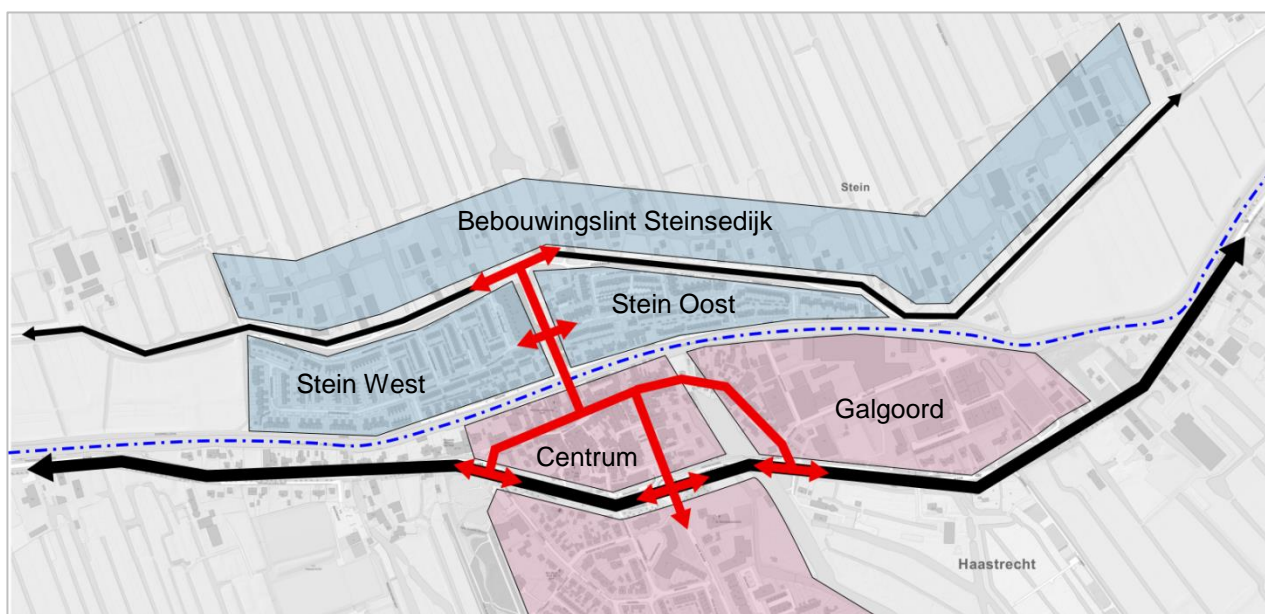 Stein
Bebouwingslint Steinsedijk
Stein Oost
Stein West
Galgoord
Centrum
Haastrecht